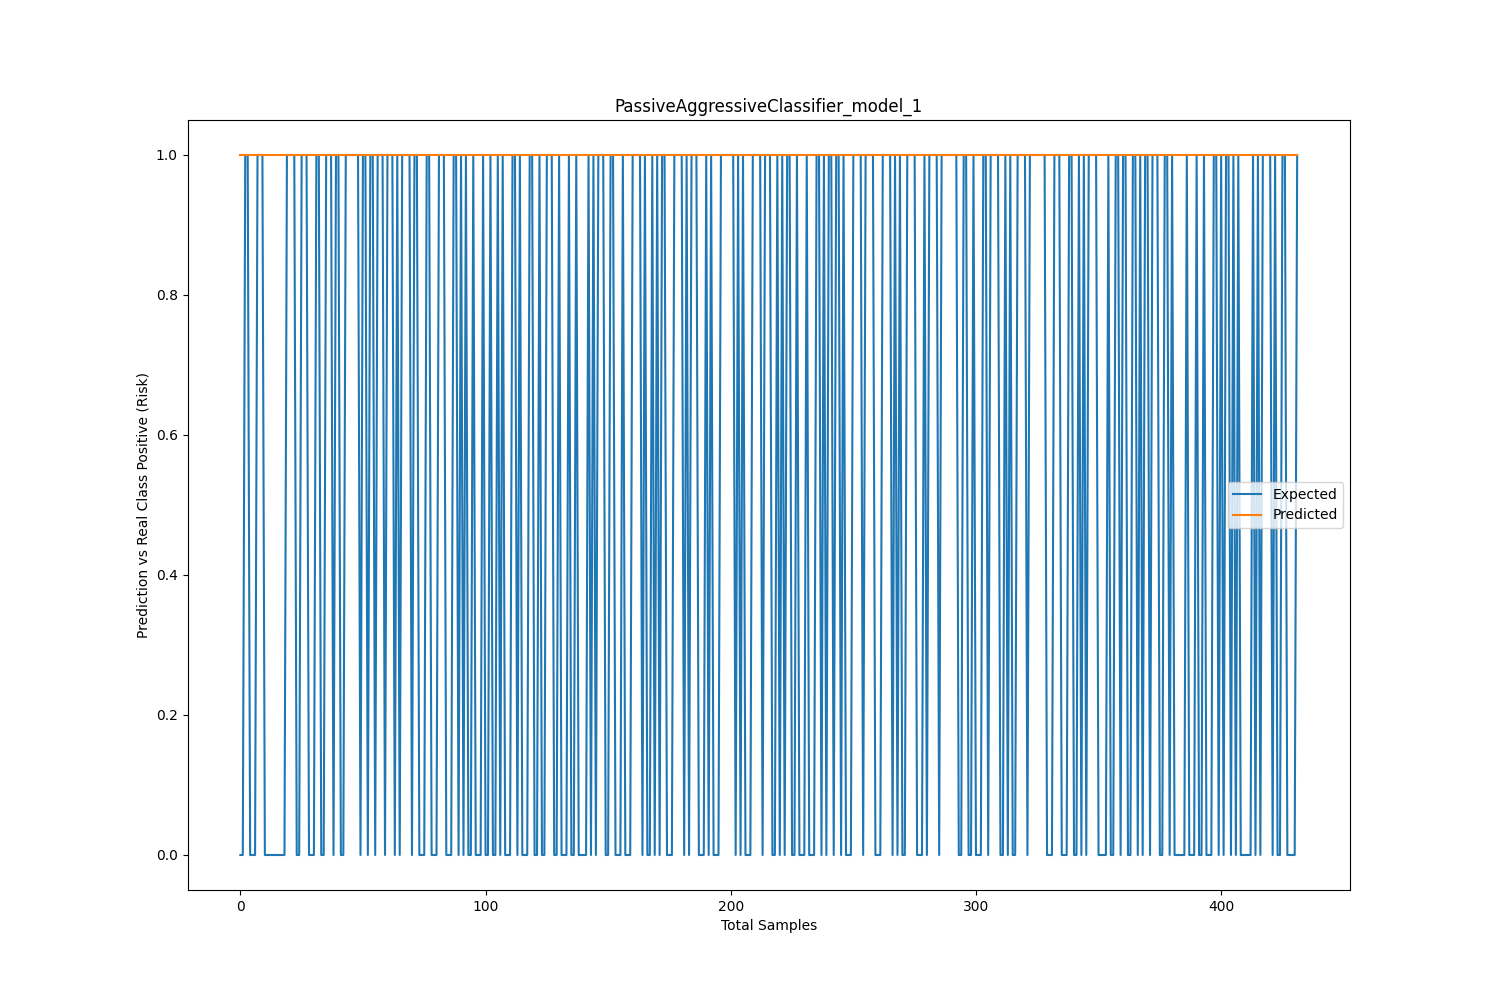 PassiveAggressiveClassifier_model_1
1.0
0.8
0.6
0.4
0.2
0.0
Prediction vs Real Class Positive (Risk)
Expected
Predicted
0 100 200 300 400
Total Samples